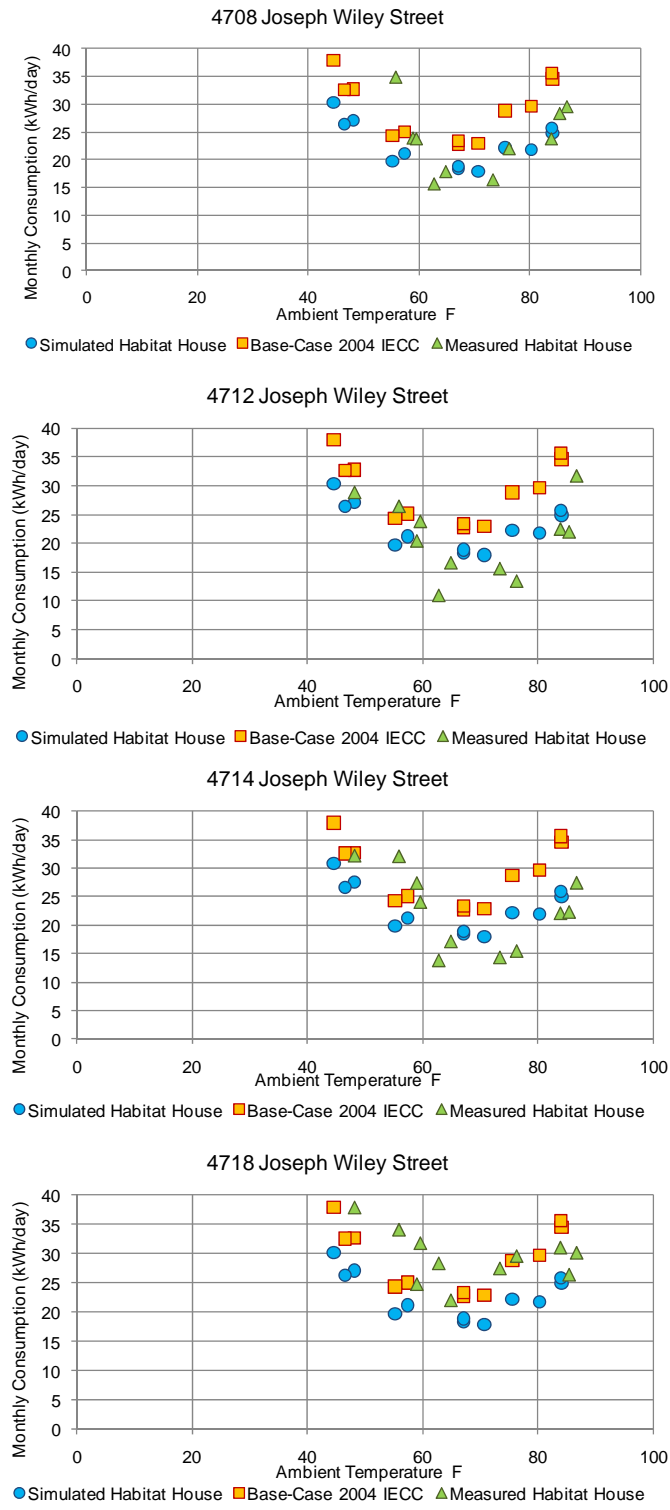 4708 Joseph Wiley Street
Monthly Consumption (kWh/day)
40
35
30
25
20
15
10
5
0
0 20 40 60 80 100
Ambient Temperature F
Simulated Habitat House Base-Case 2004 IECC Measured Habitat House
4712 Joseph Wiley Street
Monthly Consumption (kWh/day)
40
35
30
25
20
15
10
5
0
0 20 40 60 80 100
Ambient Temperature F
Simulated Habitat House Base-Case 2004 IECC Measured Habitat House
4714 Joseph Wiley Street
Monthly Consumption (kWh/day)
40
35
30
25
20
15
10
5
0
0 20 40 60 80 100
Ambient Temperature F
Simulated Habitat House Base-Case 2004 IECC Measured Habitat House
4718 Joseph Wiley Street
Monthly Consumption (kWh/day)
40
35
30
25
20
15
10
5
0
0 20 40 60 80 100
Ambient Temperature F
Simulated Habitat House Base-Case 2004 IECC Measured Habitat House